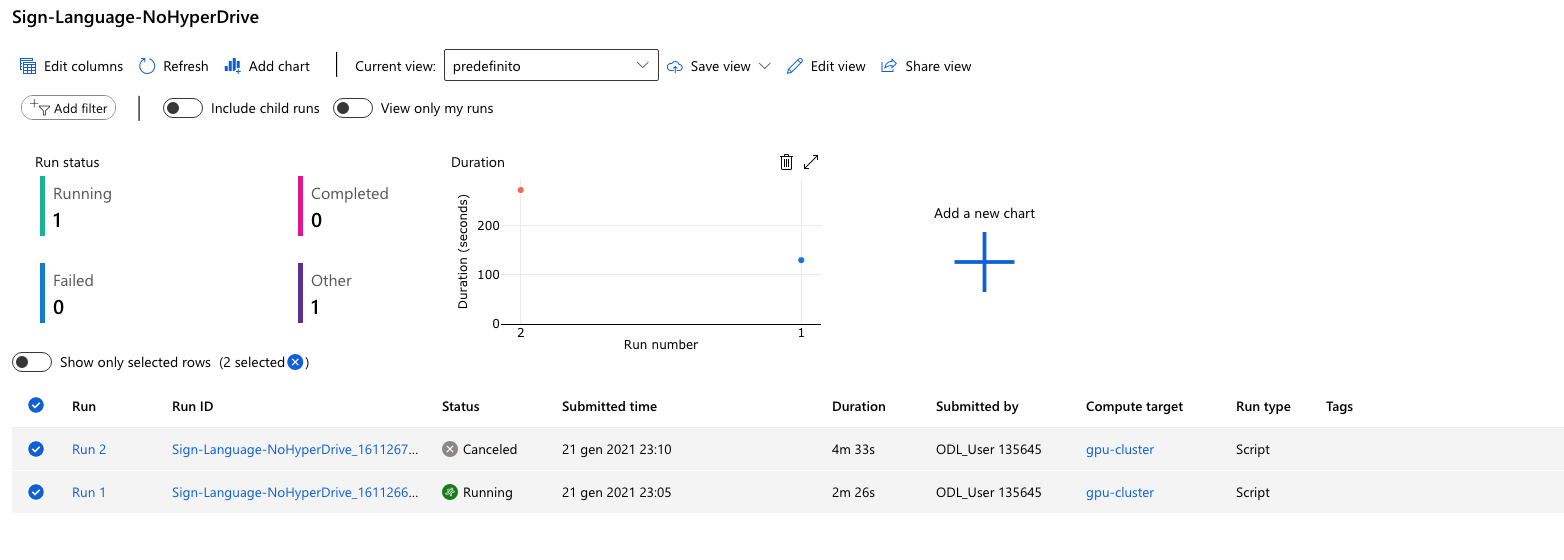 Sign-Language-NoHyperDrive
Edit columns Refresh Add chart Current view: predefinito Save view Edit view Share view
Add filter Include child runs View only my runs
Run status
Running
1
Completed
0
Failed
0
Other
1
Duration
Duration (seconds)
200
100
0
2 1
Run number
Add a new chart
Show only selected rows (2 selected )
Run Run ID Status Submitted time Duration Submitted by Compute target Run type Tags
Run 2 Sign-Language-NoHyperDrive_1611267... Canceled 21 gen 2021 23:10 4m 33s ODL_User 135645 gpu-cluster Script
Run 1 Sign-Language-NoHyperDrive_1611266... Running 21 gen 2021 23:05 2m 26s ODL_User 135645 gpu-cluster Script